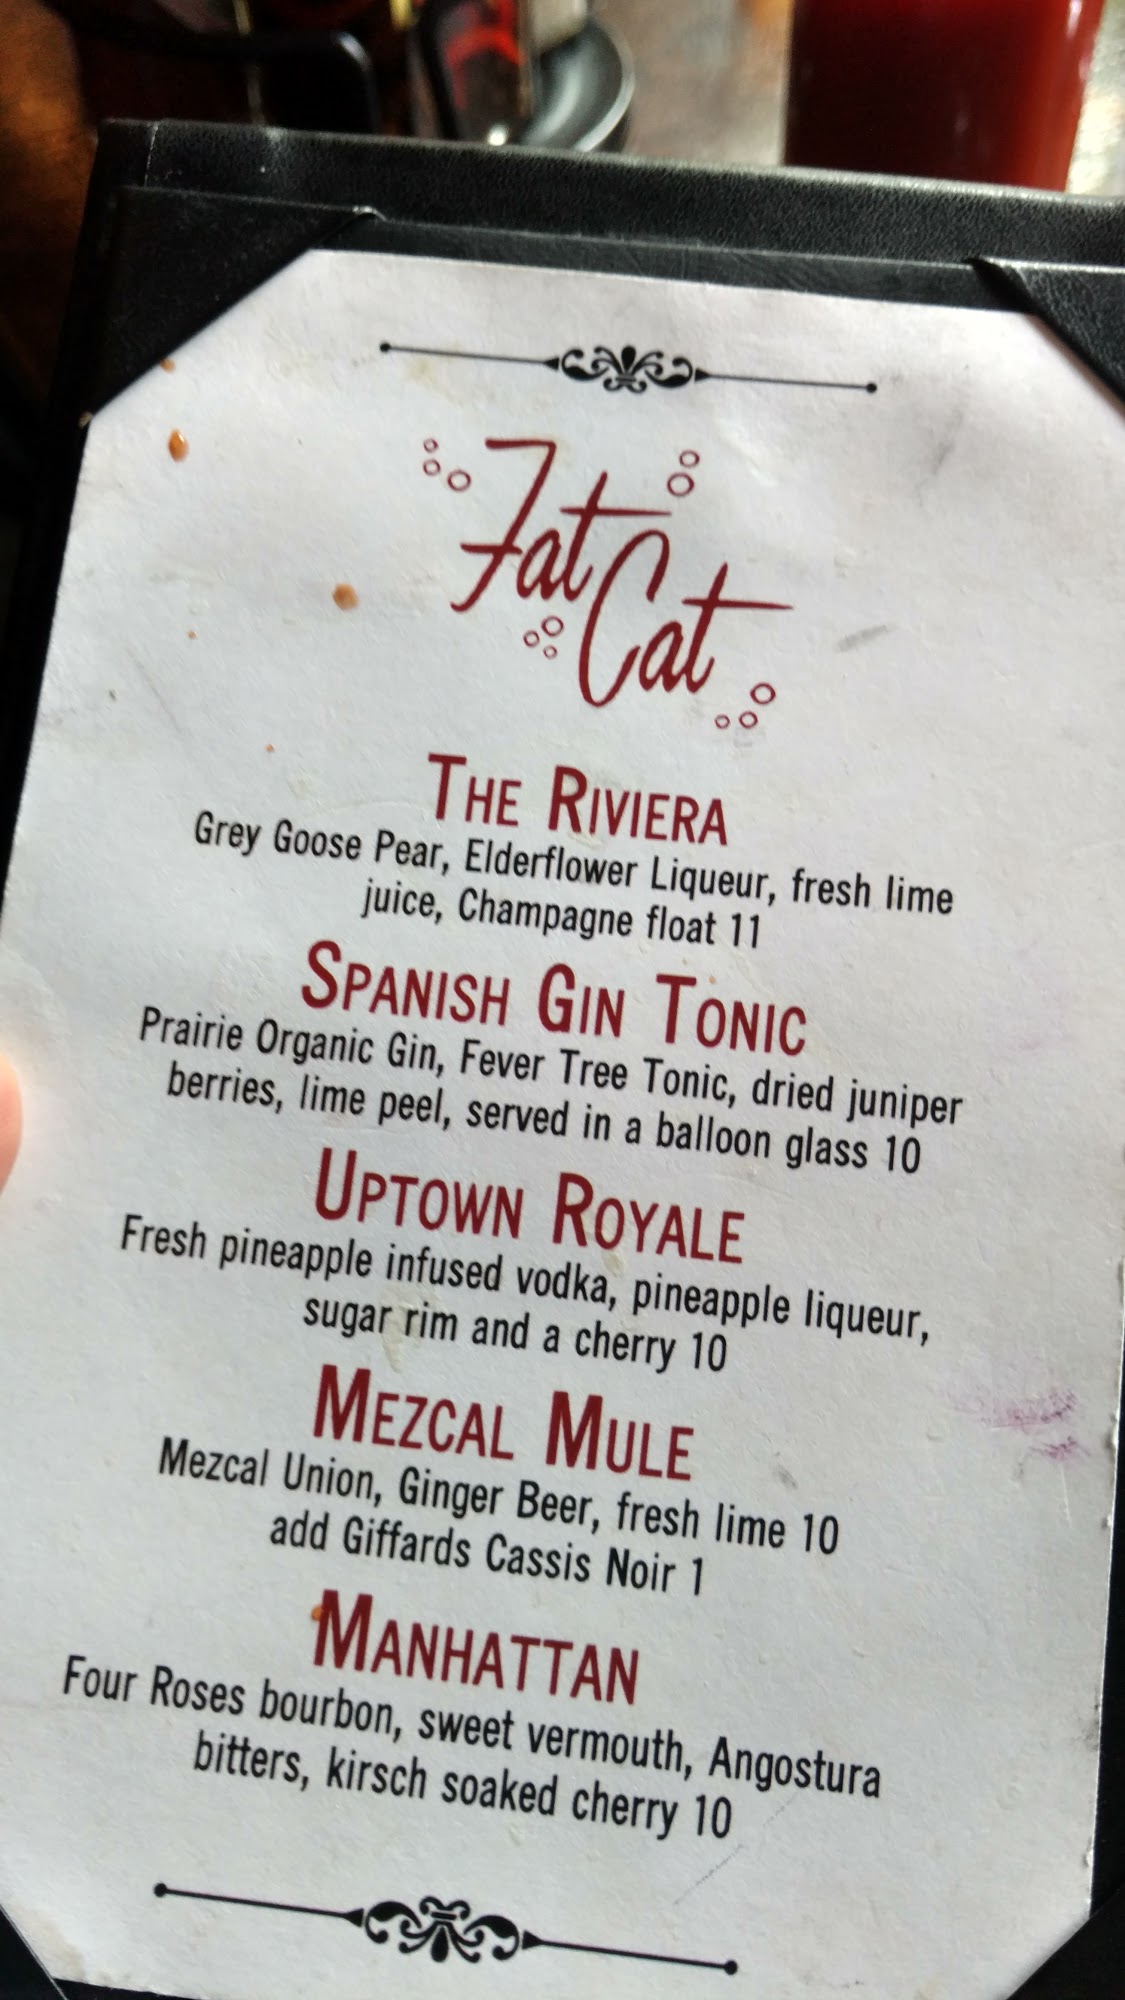 Fat
Cat
THE RIVIERA
Grey Goose Pear, Elderflower Liqueur, fresh lime
juice, Champagne float 11
SPANISH GIN TONIC
Prairie Organic Gin, Fever Tree Tonic, dried juniper
berries, lime peel, served in a balloon glass 10
UPTOWN ROYALE
Fresh pineapple infused vodka, pineapple liqueur,
sugar rim and a cherry 10
MEZCAL MULE
Mezcal Union, Ginger Beer, fresh lime 10
add Giffards Cassis Noir 1
MANHATTAN
Four Roses bourbon, sweet vermouth, Angostura
bitters, kirsch soaked cherry 10